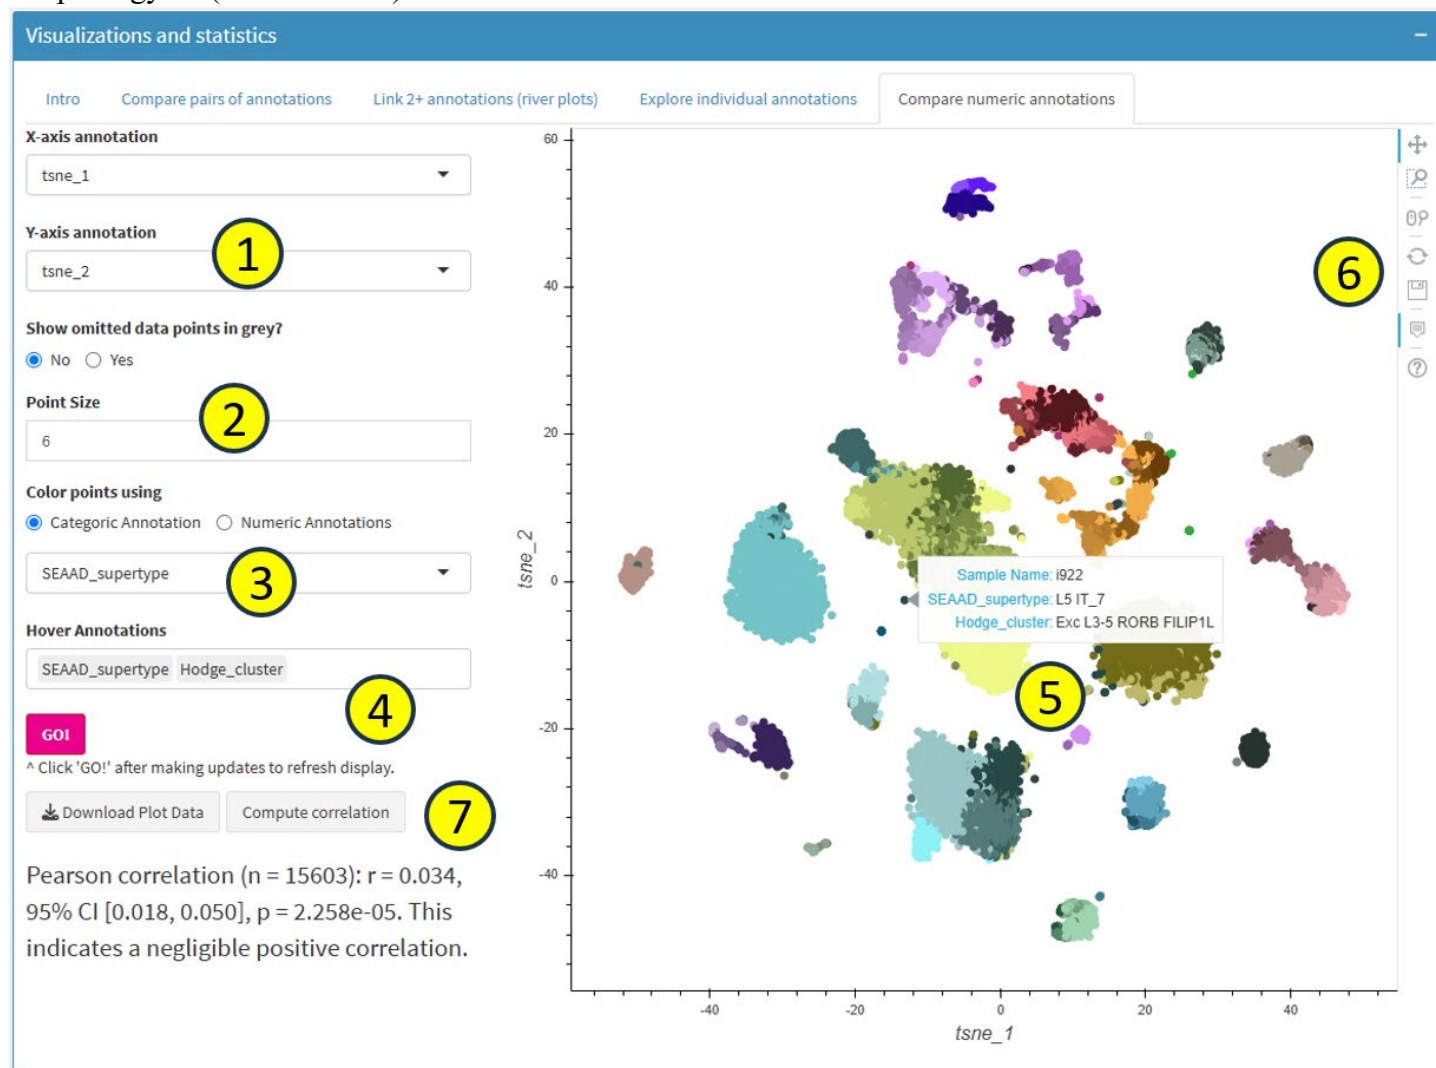 Visualizations and statistics
Intro Compare pairs of annotations Link 2+ annotations (river plots) Explore individual annotations Compare numeric annotations
X-axis annotation
tsne_1
Y-axis annotation
1
tsne_2
Show omitted data points in grey?
No Yes
Point Size
2
6
Color points using
Categoric Annotation Numeric Annotations
SEAAD_supertype
3
Hover Annotations
SEAAD_supertype Hodge_cluster
4
GO!
^ Click 'GO!' after making updates to refresh display.
Download Plot Data Compute correlation
7
Pearson correlation (n = 15603): r = 0.034,
95% CI [0.018, 0.050], p = 2.258e-05. This
indicates a negligible positive correlation.
60
40
20
0
-20
-40
tsne_2
Sample Name: i922
SEAAD_supertype: L5 IT_7
Hodge_cluster: Exc L3-5 RORB FILIP1L
5
6
-40 -20 0 20 40
tsne_1